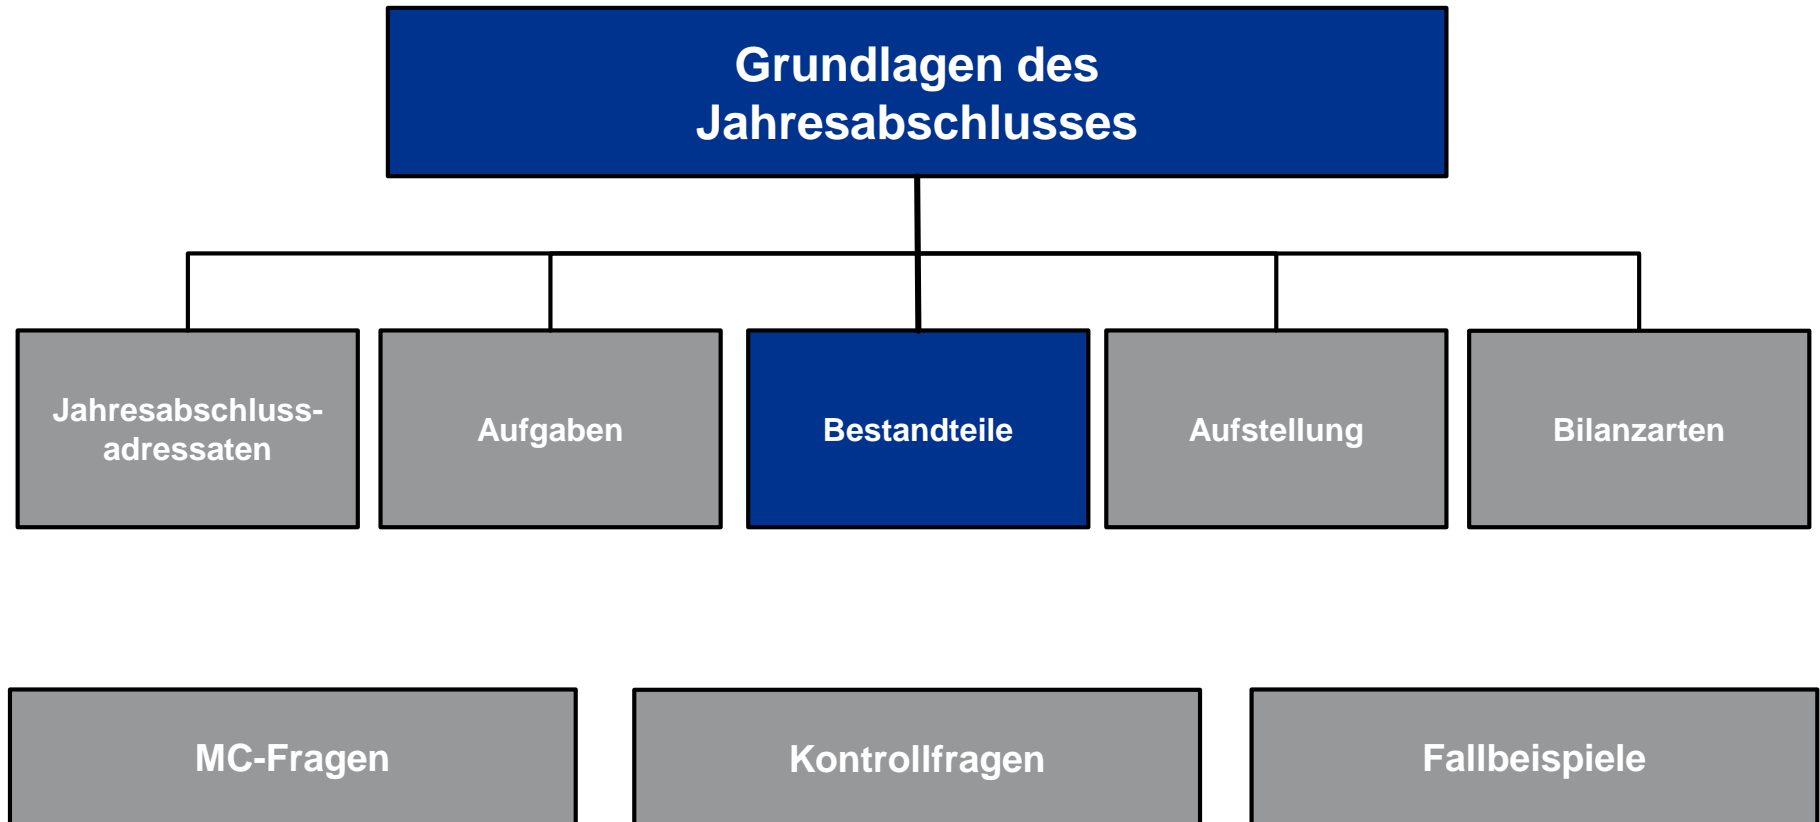 Grundlagen des
Jahresabschlusses
Jahresabschluss-
adressaten
Aufgaben
Bestandteile
Aufstellung
Bilanzarten
MC-Fragen
Kontrollfragen
Fallbeispiele